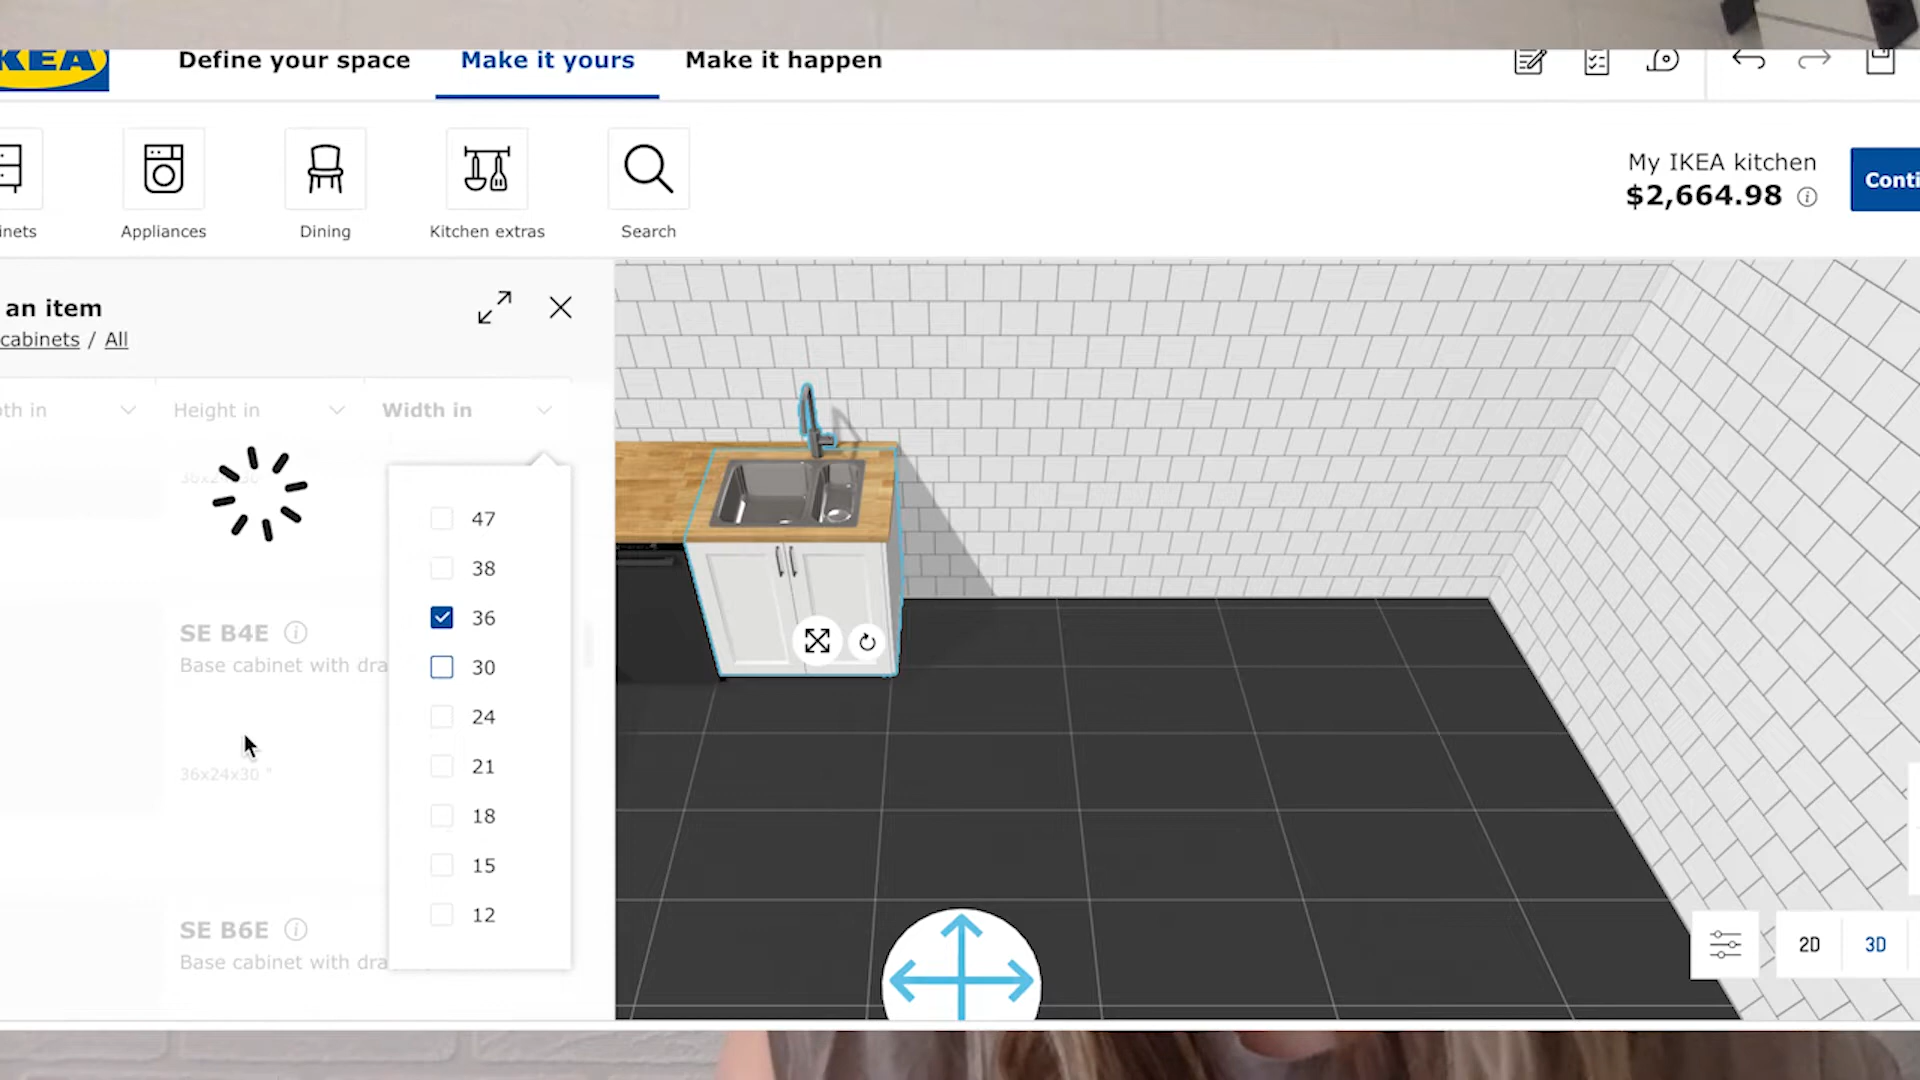 KEA
Define your space
Make it yours
Make it happen
inets
Appliances
Dining
Kitchen extras
Search
My IKEA kitchen
$2,664.98
Conti
an item
cabinets / All
th in
Height in
Width in
47
38
36
30
24
21
18
15
12
SE B4E
Base cabinet with dra
36x24x30 "
SE B6E
Base cabinet with dra
2D
3D